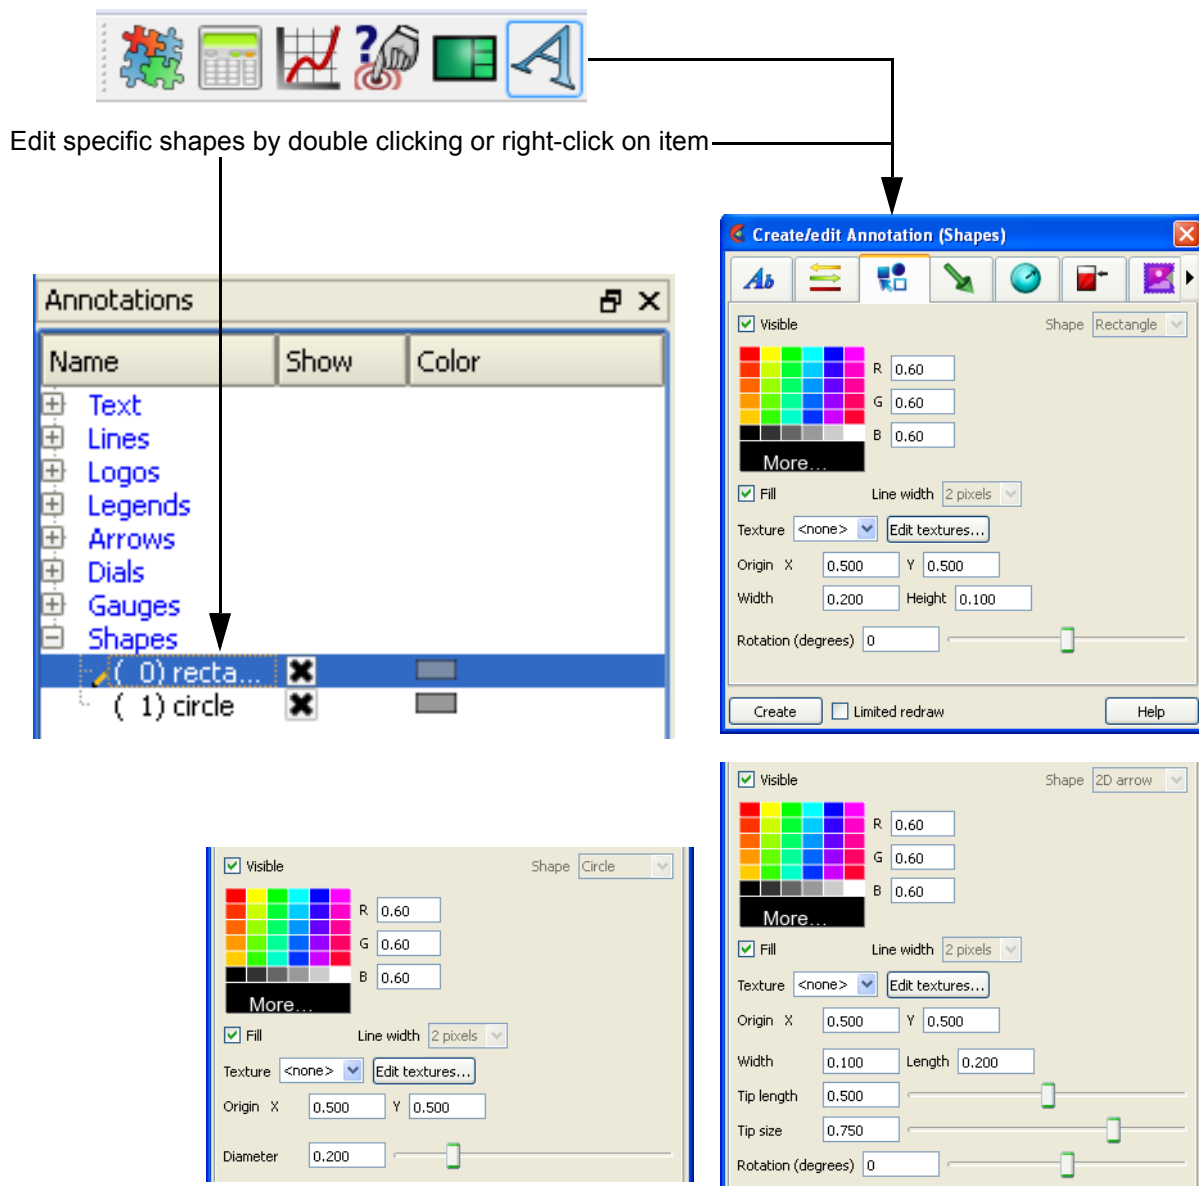 Edit specific shapes by double clicking or right-click on item
Annotations
Name Show Color
Text
Lines
Logos
Legends
Arrows
Dials
Gauges
Shapes
( 0) recta...
( 1) circle
Create/edit Annotation (Shapes)
Ab
Visible Shape Rectangle
R 0.60
G 0.60
B 0.60
More...
Fill Line width 2 pixels
Texture <none> Edit textures...
Origin X 0.500 Y 0.500
Width 0.200 Height 0.100
Rotation (degrees) 0
Create Limited redraw Help
Visible Shape Circle
R 0.60
G 0.60
B 0.60
More...
Fill Line width 2 pixels
Texture <none> Edit textures...
Origin X 0.500 Y 0.500
Diameter 0.200
Visible Shape 2D arrow
R 0.60
G 0.60
B 0.60
More...
Fill Line width 2 pixels
Texture <none> Edit textures...
Origin X 0.500 Y 0.500
Width 0.100 Length 0.200
Tip length 0.500
Tip size 0.750
Rotation (degrees) 0